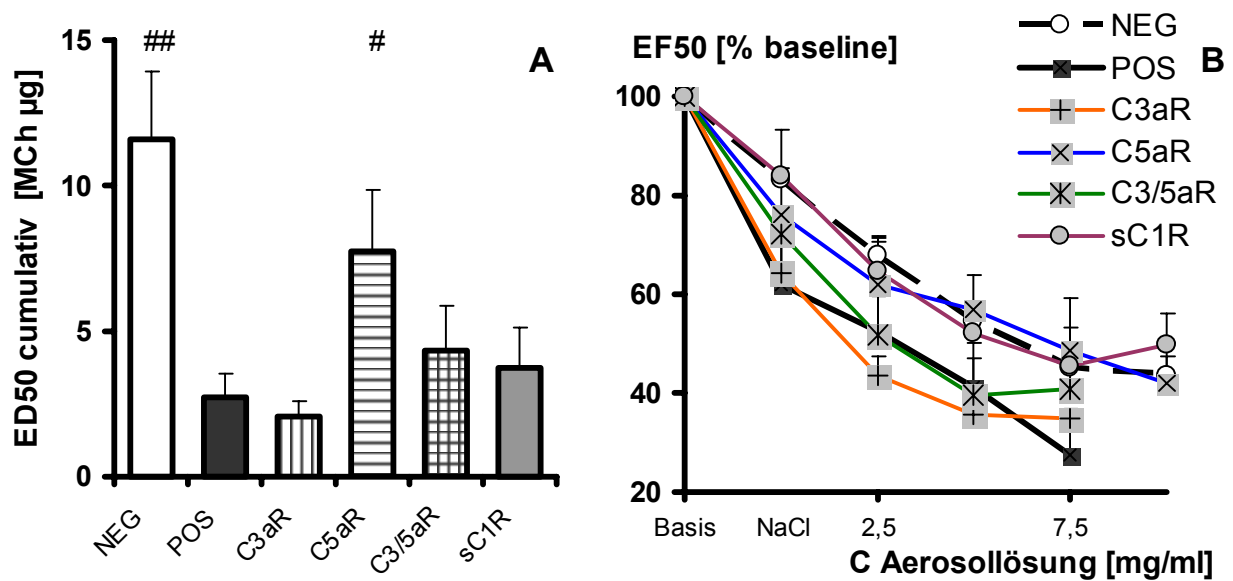 15
##
#
A
10
5
0
ED50 cumulativ [MCh µg]
NEG
POS
C3aR
C5aR
C3/5aR
sC1R
EF50 [% baseline]
B
NEG
POS
C3aR
C5aR
C3/5aR
sC1R
100
80
60
40
20
Basis
NaCl
2,5
7,5
C Aerosollösung [mg/ml]